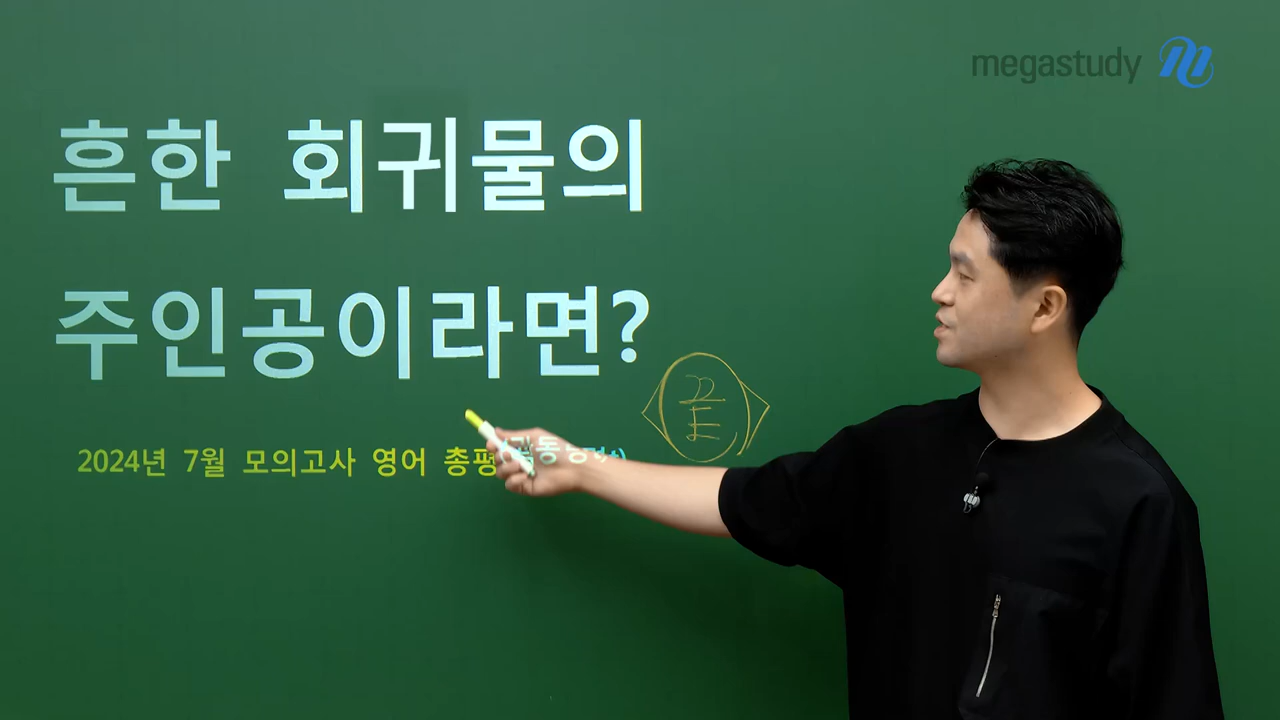 megastudy
흔한 회귀물의
주인공이라면?
2024년 7월 모의고사 영어 총평